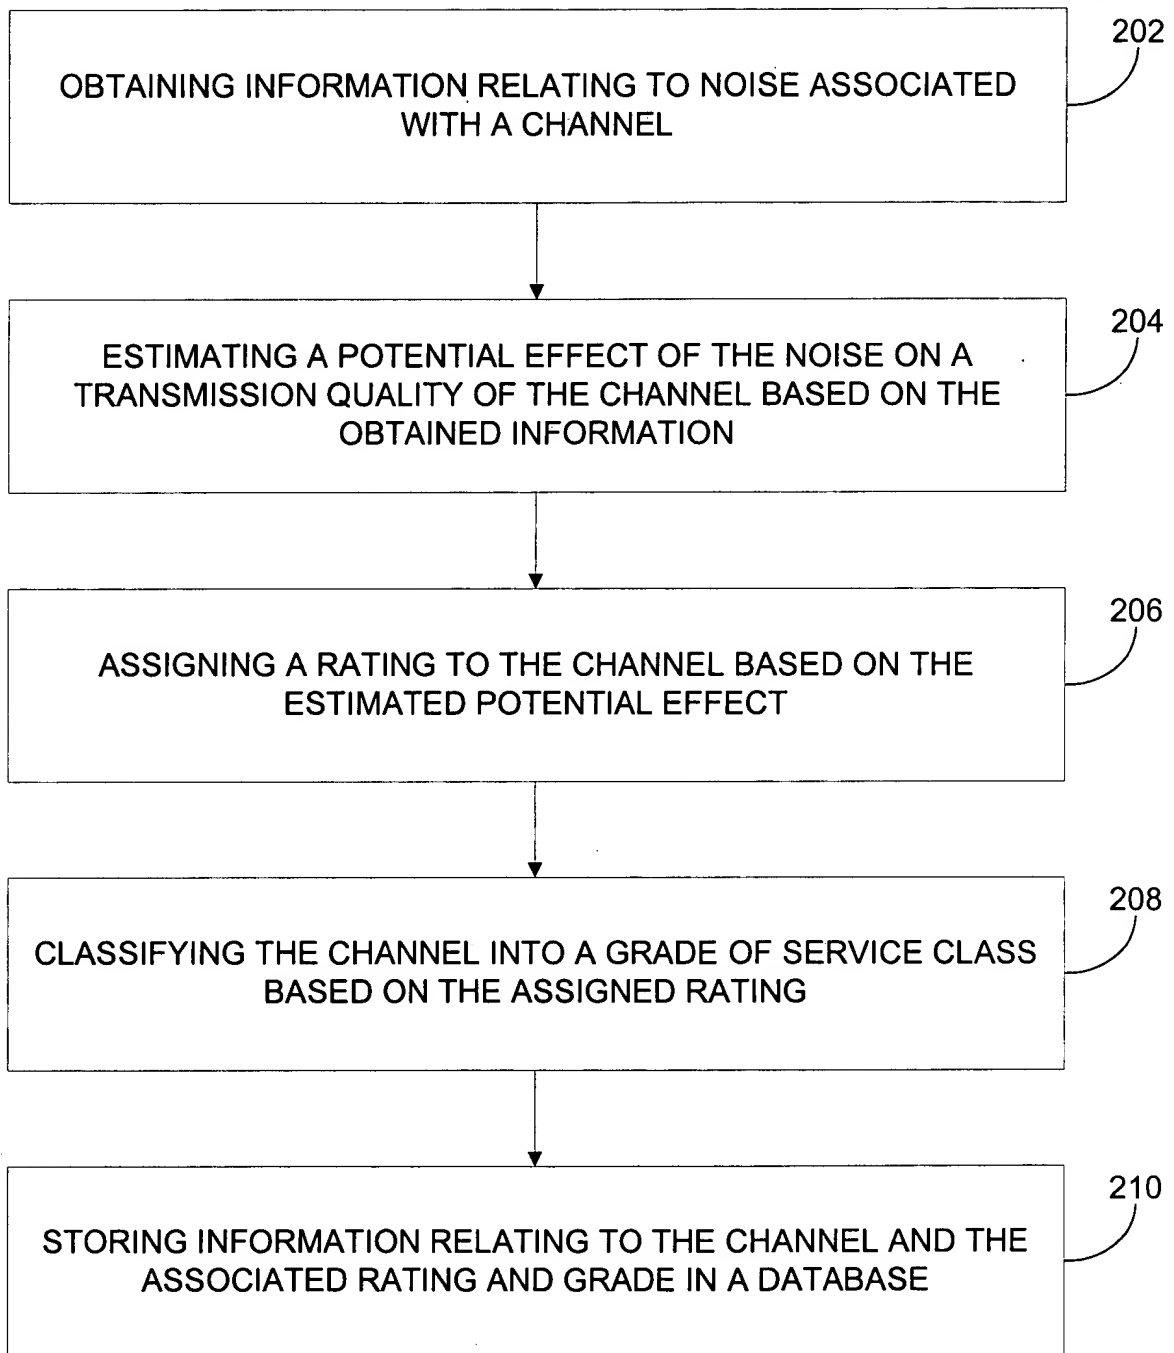 202
OBTAINING INFORMATION RELATING TO NOISE ASSOCIATED
WITH A CHANNEL
204
ESTIMATING A POTENTIAL EFFECT OF THE NOISE ON A
TRANSMISSION QUALITY OF THE CHANNEL BASED ON THE
OBTAINED INFORMATION
206
ASSIGNING A RATING TO THE CHANNEL BASED ON THE
ESTIMATED POTENTIAL EFFECT
208
CLASSIFYING THE CHANNEL INTO A GRADE OF SERVICE CLASS
BASED ON THE ASSIGNED RATING
210
STORING INFORMATION RELATING TO THE CHANNEL AND THE
ASSOCIATED RATING AND GRADE IN A DATABASE